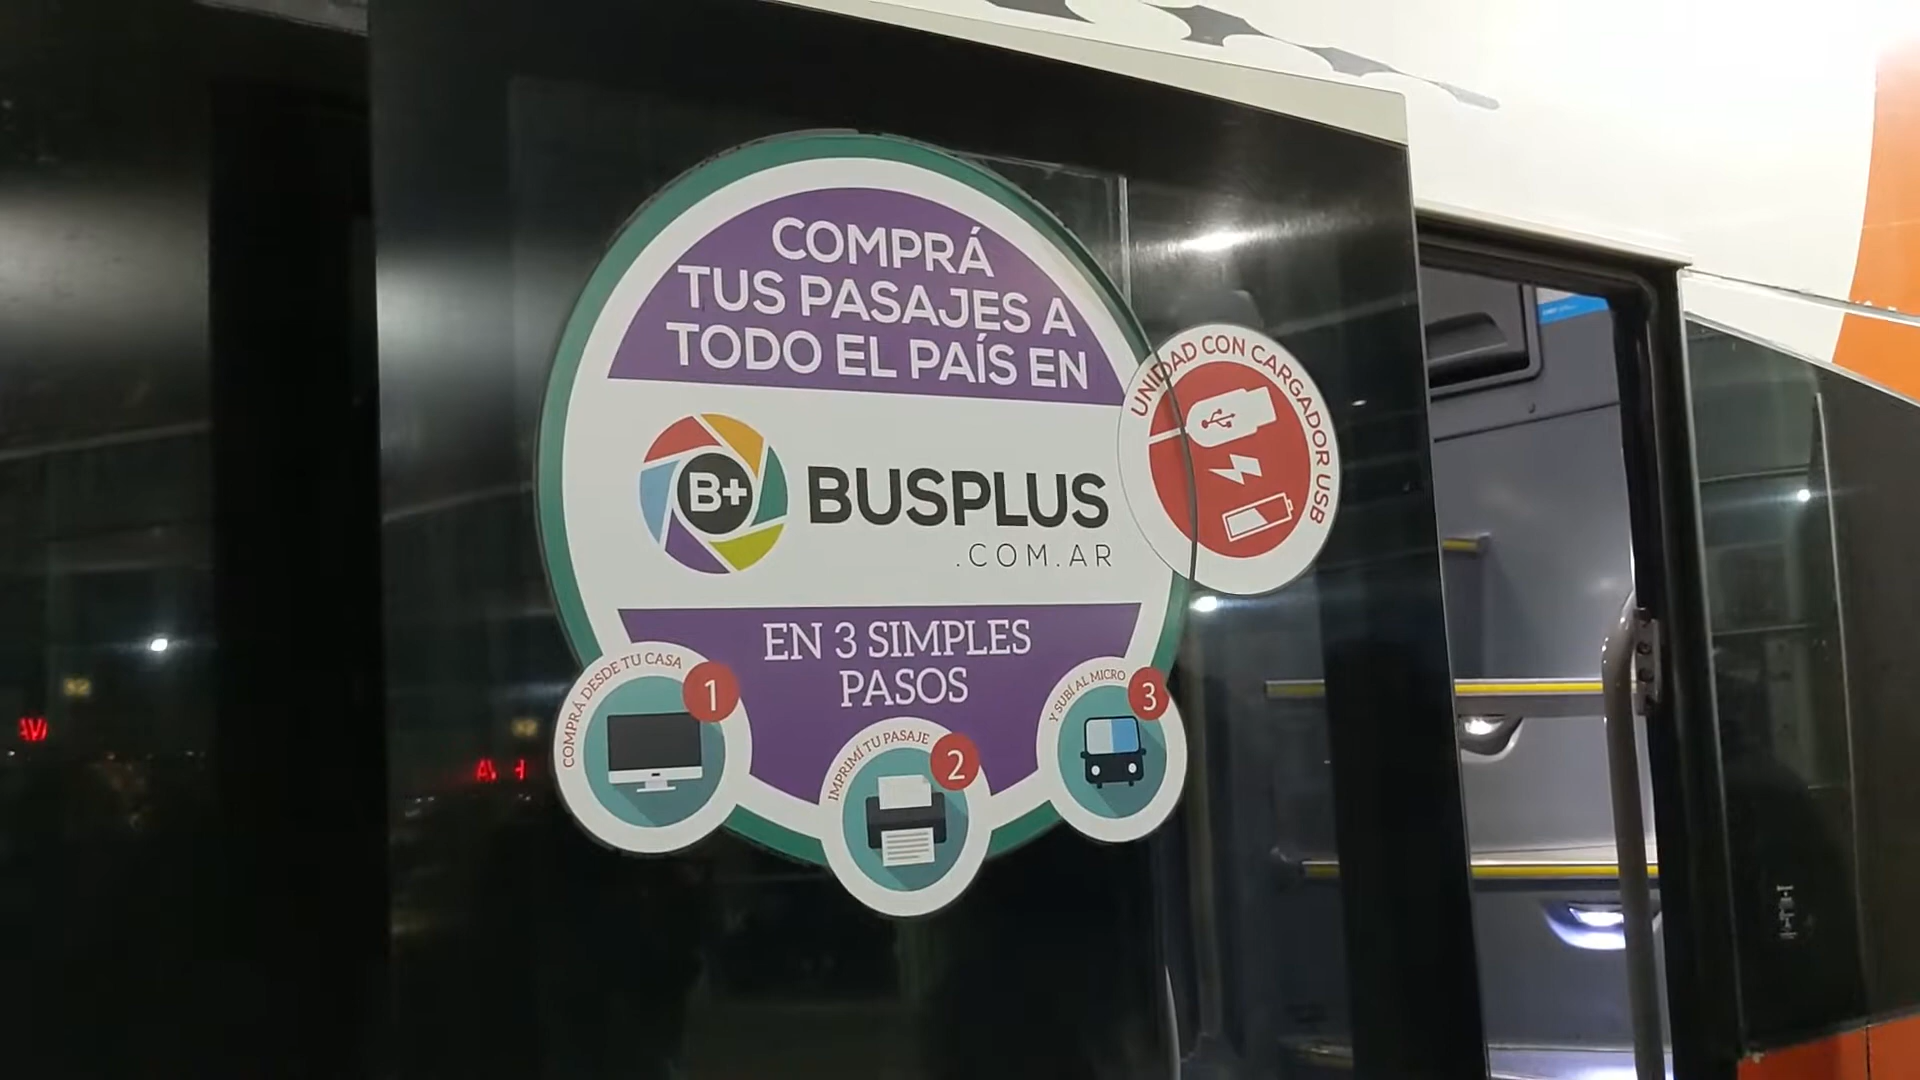 COMPRÁ
TUS PASAJES A
TODO EL PAÍS EN
B+ BUSPLUS
.COM.AR
UNIDAD CON CARGADOR USB
EN 3 SIMPLES
PASOS
COMPRÁ DESDE TU CASA
1
IMPRIMÍ TU PASAJE
2
Y SUBÍ AL MICRO
3